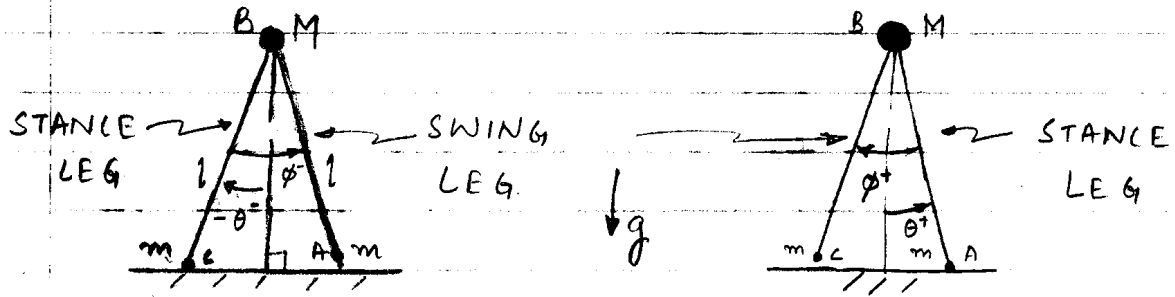 B M
B M
STANCE LEG
SWING LEG
STANCE LEG
l
φ⁻
l
-θ⁻
g
φ⁺
θ⁺
m C
A m
m C
m A